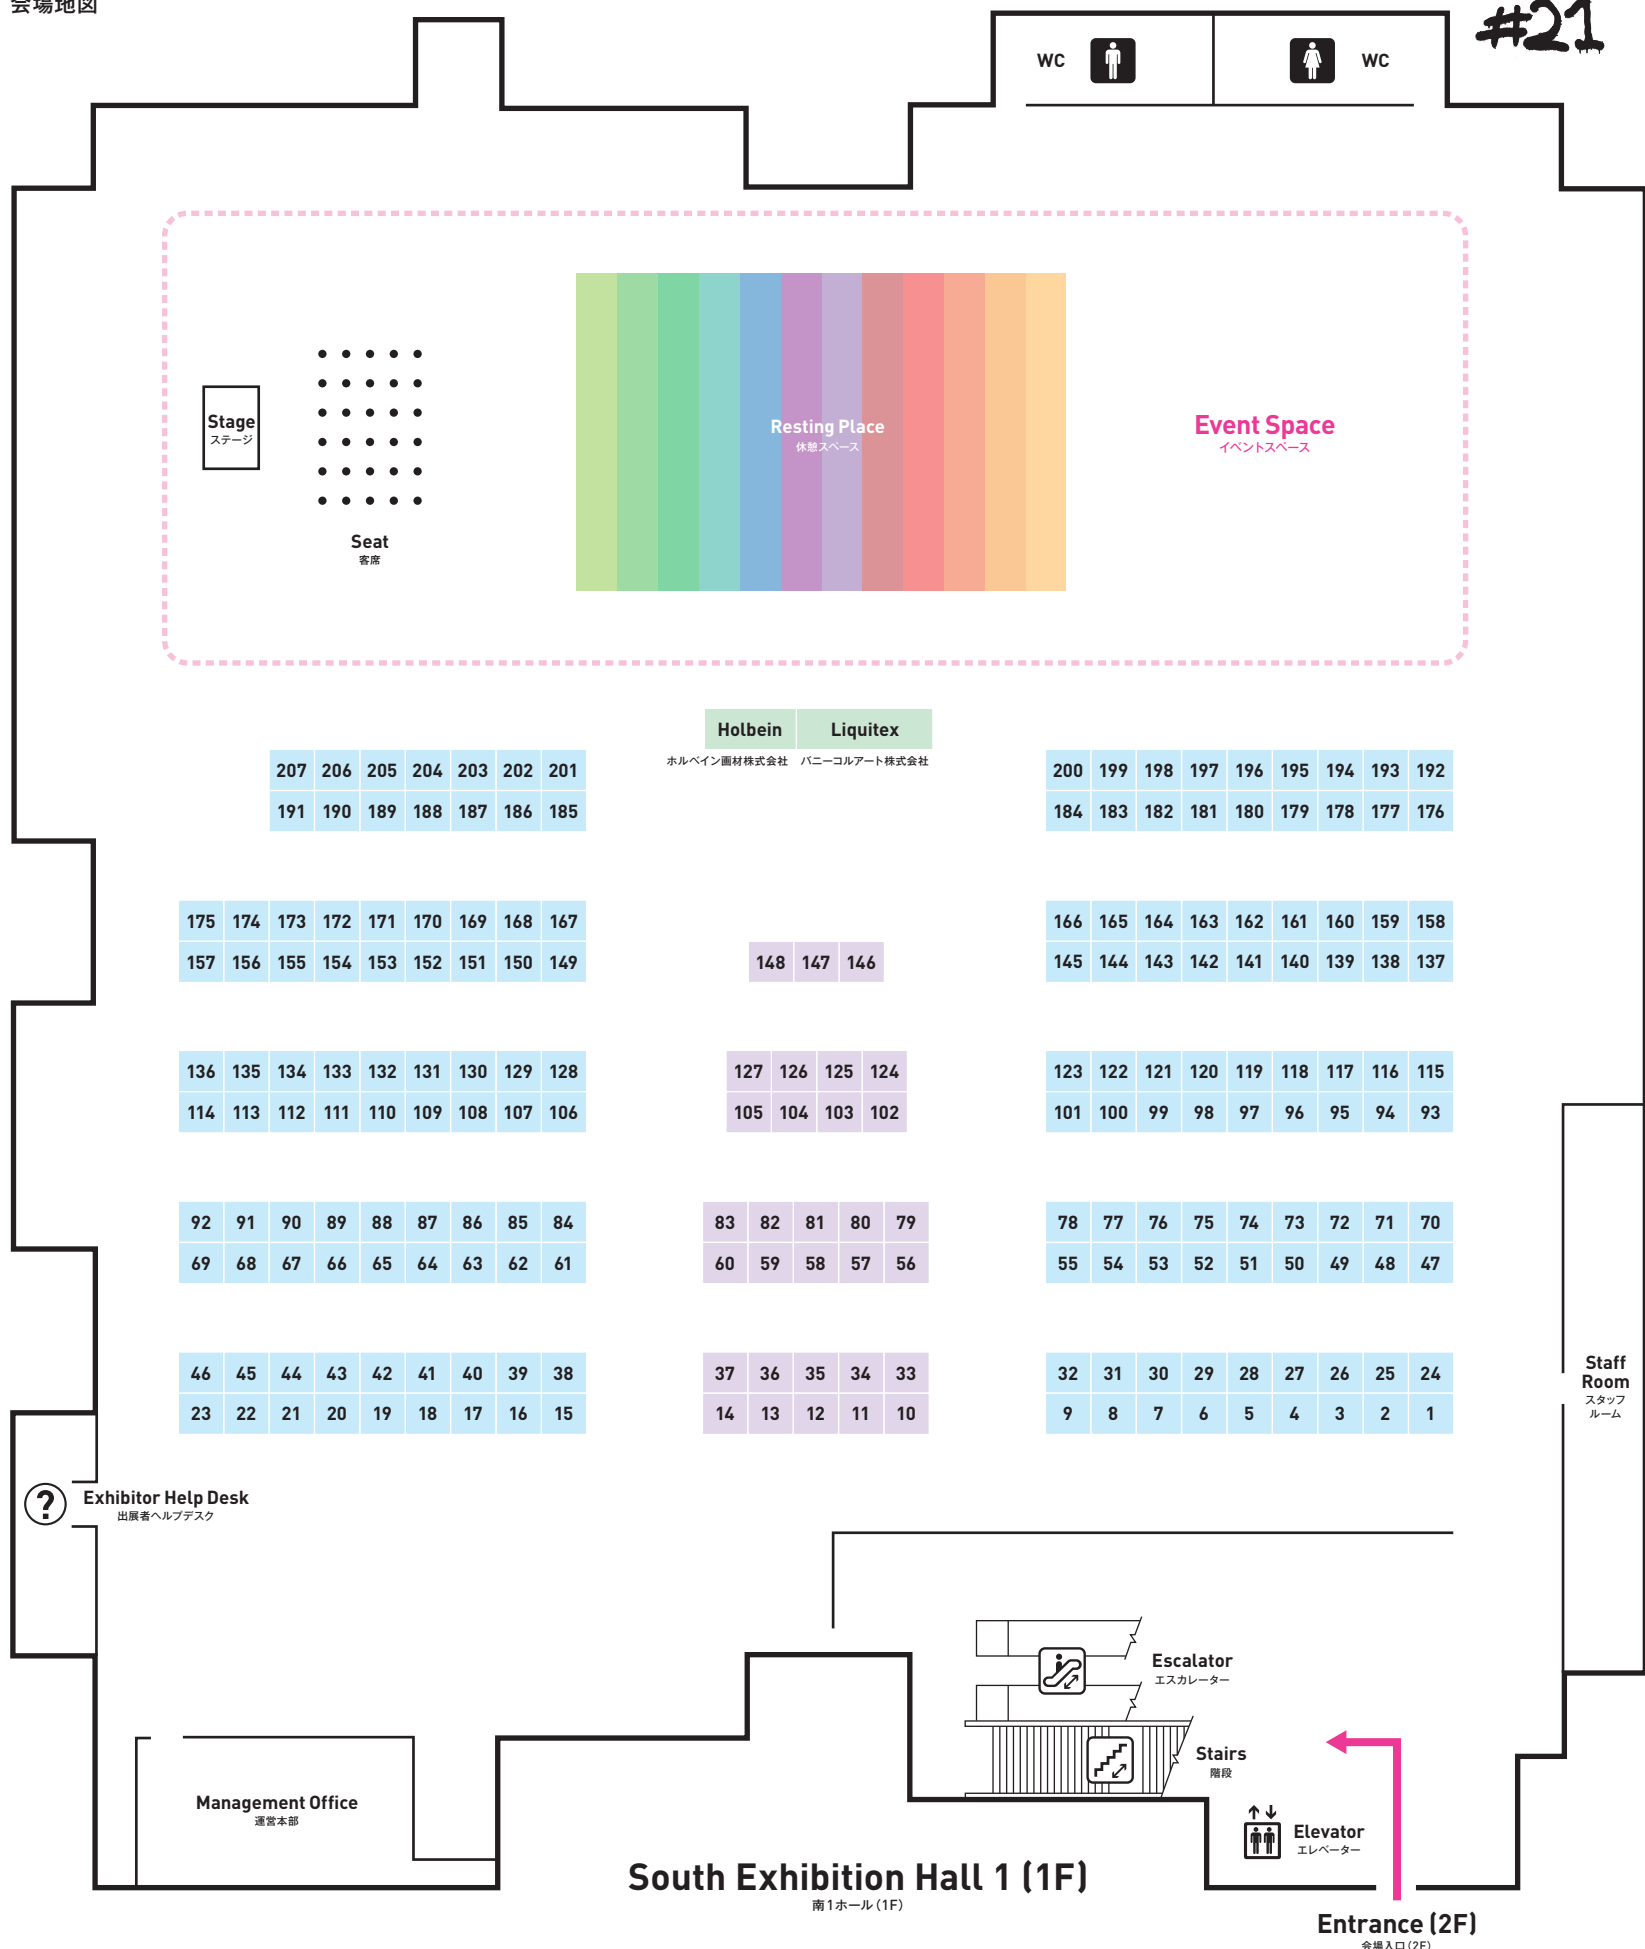 会場地図
#21
WC
WC
Stage
ステージ
Seat
客席
Resting Place
休憩スペース
Event Space
イベントスペース
Holbein
Liquitex
ホルベイン画材株式会社
バニーコルアート株式会社
207 206 205 204 203 202 201
191 190 189 188 187 186 185
200 199 198 197 196 195 194 193 192
184 183 182 181 180 179 178 177 176
175 174 173 172 171 170 169 168 167
157 156 155 154 153 152 151 150 149
148 147 146
166 165 164 163 162 161 160 159 158
145 144 143 142 141 140 139 138 137
136 135 134 133 132 131 130 129 128
114 113 112 111 110 109 108 107 106
127 126 125 124
105 104 103 102
123 122 121 120 119 118 117 116 115
101 100 99 98 97 96 95 94 93
92 91 90 89 88 87 86 85 84
69 68 67 66 65 64 63 62 61
83 82 81 80 79
60 59 58 57 56
78 77 76 75 74 73 72 71 70
55 54 53 52 51 50 49 48 47
46 45 44 43 42 41 40 39 38
23 22 21 20 19 18 17 16 15
37 36 35 34 33
14 13 12 11 10
32 31 30 29 28 27 26 25 24
9 8 7 6 5 4 3 2 1
Staff
Room
スタッフ
ルーム
?
Exhibitor Help Desk
出展者ヘルプデスク
Escalator
エスカレーター
Stairs
階段
Management Office
運営本部
Elevator
エレベーター
South Exhibition Hall 1 (1F)
南1ホール(1F)
Entrance (2F)
会場入口(2F)